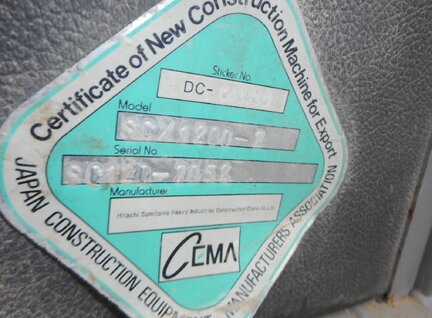 Certificate of New Construction Machine for Export
Sticker No.
DC-
Model
SCX1200-2
Serial No.
Manufacturer
Hitachi Sumitomo Heavy Industries Construction Crane Co.,Ltd.
CEMA
JAPAN CONSTRUCTION EQUIPMENT MANUFACTURERS ASSOCIATION